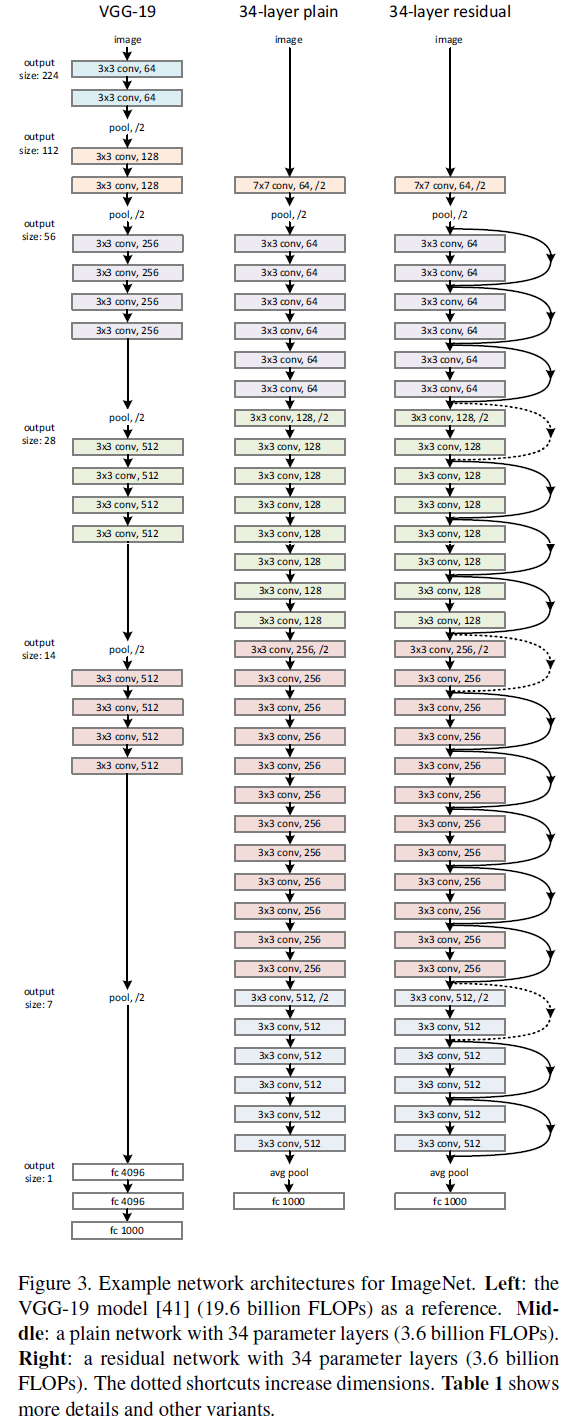 output
size: 224
output
size: 112
output
size: 56
output
size: 28
output
size: 14
output
size: 7
output
size: 1
VGG-19
image
3x3 conv, 64
3x3 conv, 64
pool, /2
3x3 conv, 128
3x3 conv, 128
pool, /2
3x3 conv, 256
3x3 conv, 256
3x3 conv, 256
3x3 conv, 256
pool, /2
3x3 conv, 512
3x3 conv, 512
3x3 conv, 512
3x3 conv, 512
pool, /2
3x3 conv, 512
3x3 conv, 512
3x3 conv, 512
3x3 conv, 512
pool, /2
fc 4096
fc 4096
fc 1000
34-layer plain
image
7x7 conv, 64, /2
pool, /2
3x3 conv, 64
3x3 conv, 64
3x3 conv, 64
3x3 conv, 64
3x3 conv, 64
3x3 conv, 64
3x3 conv, 128, /2
3x3 conv, 128
3x3 conv, 128
3x3 conv, 128
3x3 conv, 128
3x3 conv, 128
3x3 conv, 128
3x3 conv, 128
3x3 conv, 256, /2
3x3 conv, 256
3x3 conv, 256
3x3 conv, 256
3x3 conv, 256
3x3 conv, 256
3x3 conv, 256
3x3 conv, 256
3x3 conv, 256
3x3 conv, 256
3x3 conv, 256
3x3 conv, 256
3x3 conv, 512, /2
3x3 conv, 512
3x3 conv, 512
3x3 conv, 512
3x3 conv, 512
3x3 conv, 512
avg pool
fc 1000
34-layer residual
image
7x7 conv, 64, /2
pool, /2
3x3 conv, 64
3x3 conv, 64
3x3 conv, 64
3x3 conv, 64
3x3 conv, 64
3x3 conv, 64
3x3 conv, 128, /2
3x3 conv, 128
3x3 conv, 128
3x3 conv, 128
3x3 conv, 128
3x3 conv, 128
3x3 conv, 128
3x3 conv, 128
3x3 conv, 256, /2
3x3 conv, 256
3x3 conv, 256
3x3 conv, 256
3x3 conv, 256
3x3 conv, 256
3x3 conv, 256
3x3 conv, 256
3x3 conv, 256
3x3 conv, 256
3x3 conv, 256
3x3 conv, 256
3x3 conv, 512, /2
3x3 conv, 512
3x3 conv, 512
3x3 conv, 512
3x3 conv, 512
3x3 conv, 512
avg pool
fc 1000
Figure 3. Example network architectures for ImageNet. Left: the
VGG-19 model [41] (19.6 billion FLOPs) as a reference. Mid-
dle: a plain network with 34 parameter layers (3.6 billion FLOPs).
Right: a residual network with 34 parameter layers (3.6 billion
FLOPs). The dotted shortcuts increase dimensions. Table 1 shows
more details and other variants.